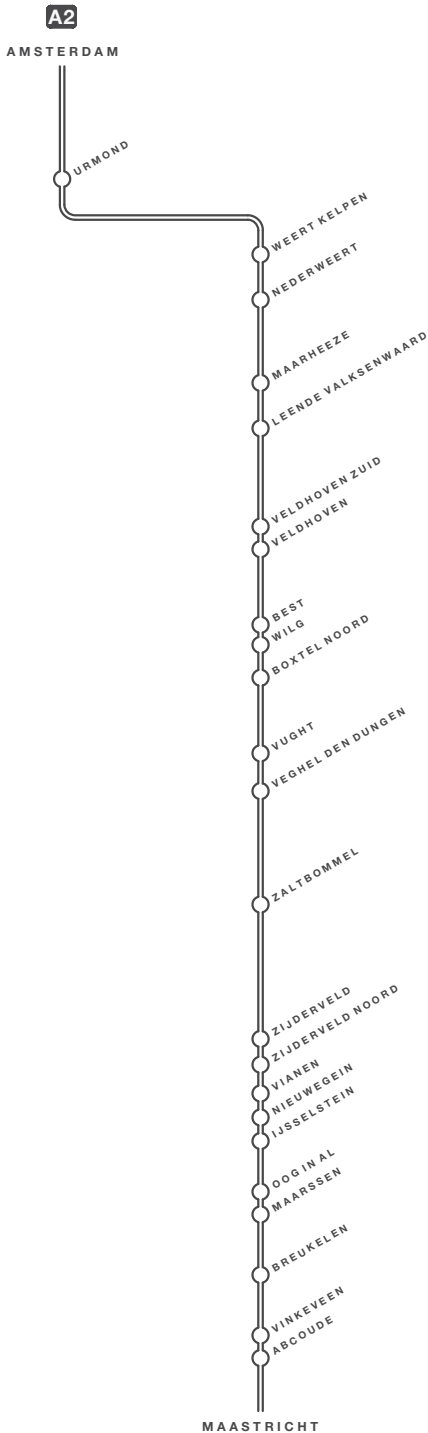 A2
AMSTERDAM
URMOND
WEERT KELPEN
NEDERWEERT
MAARHEEZE
LEENDE VALKSENWAARD
VELDHOVEN ZUID
VELDHOVEN
BEST
WILG
BOXTEL NOORD
VUGHT
VEGHEL DEN DUNGEN
ZALTBOMMEL
ZIJDERVELD
ZIJDERVELD NOORD
VIANEN
NIEUWEGEIN
IJSSELSTEIN
OOG IN AL
MAARSSEN
BREUKELEN
VINKEVEEN
ABCOUDE
MAASTRICHT